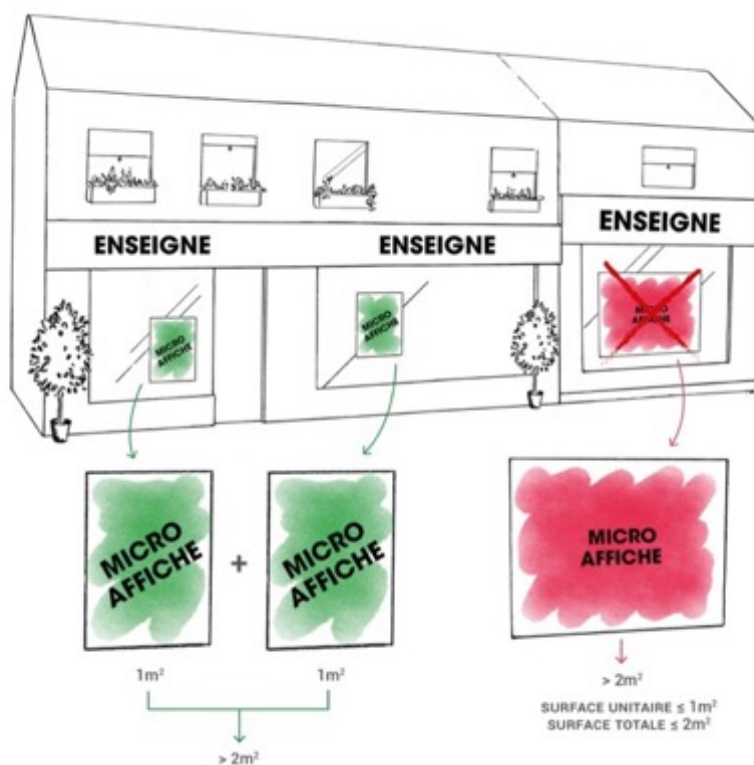 ENSEIGNE
ENSEIGNE
ENSEIGNE
MICRO
AFFICHE
MICRO
AFFICHE
MICRO
AFFICHE
MICRO
AFFICHE
+
MICRO
AFFICHE
MICRO
AFFICHE
1m²
1m²
> 2m²
> 2m²
SURFACE UNITAIRE ≤ 1m²
SURFACE TOTALE ≤ 2m²